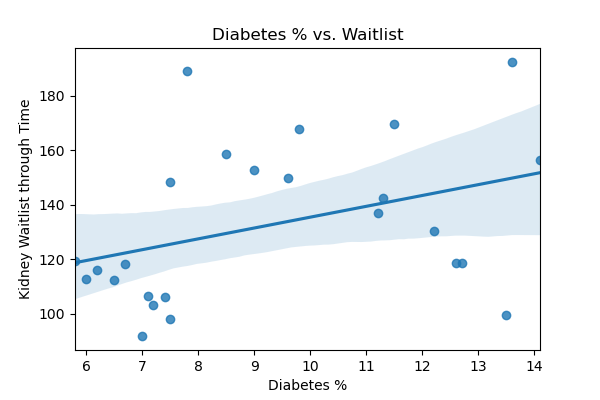 Diabetes % vs. Waitlist
Kidney Waitlist through Time
180
160
140
120
100
6 7 8 9 10 11 12 13 14
Diabetes %